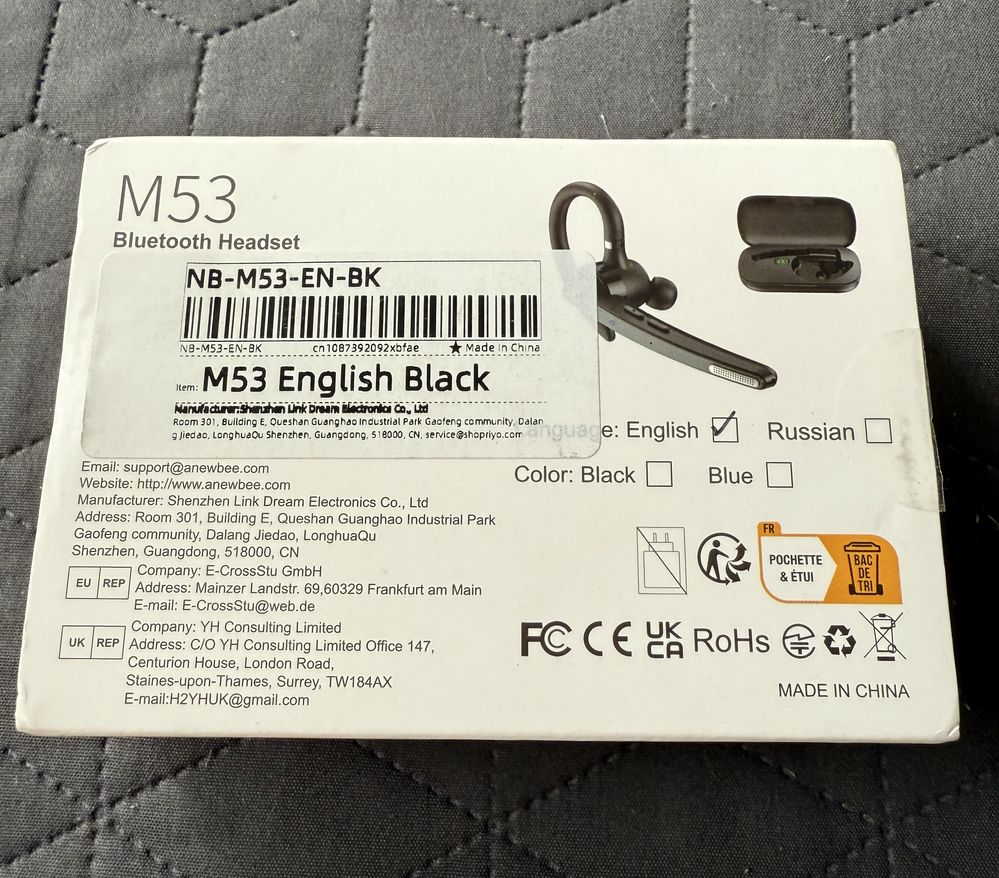 M53
Bluetooth Headset
NB-M53-EN-BK
NB-M53-EN-BK cn1087392092xbfae ★ Made in China
Item: M53 English Black
Manufacturer:Shenzhen Link Dream Electronics Co., Ltd
Room 301, Building E, Queshan Guanghao Industrial Park Gaofeng community, Dalan
g Jiedao, LonghuaQu Shenzhen, Guangdong, 518000, CN, service@shopriyo.com
Language: English ✓ Russian
Color: Black Blue
Email: support@anewbee.com
Website: http://www.anewbee.com
Manufacturer: Shenzhen Link Dream Electronics Co., Ltd
Address: Room 301, Building E, Queshan Guanghao Industrial Park
Gaofeng community, Dalang Jiedao, LonghuaQu
Shenzhen, Guangdong, 518000, CN
EU REP
Company: E-CrossStu GmbH
Address: Mainzer Landstr. 69,60329 Frankfurt am Main
E-mail: E-CrossStu@web.de
UK REP
Company: YH Consulting Limited
Address: C/O YH Consulting Limited Office 147,
Centurion House, London Road,
Staines-upon-Thames, Surrey, TW184AX
E-mail:H2YHUK@gmail.com
FR
POCHETTE
& ÉTUI
BAC
DE
TRI
FC CE UK
CA RoHs
MADE IN CHINA